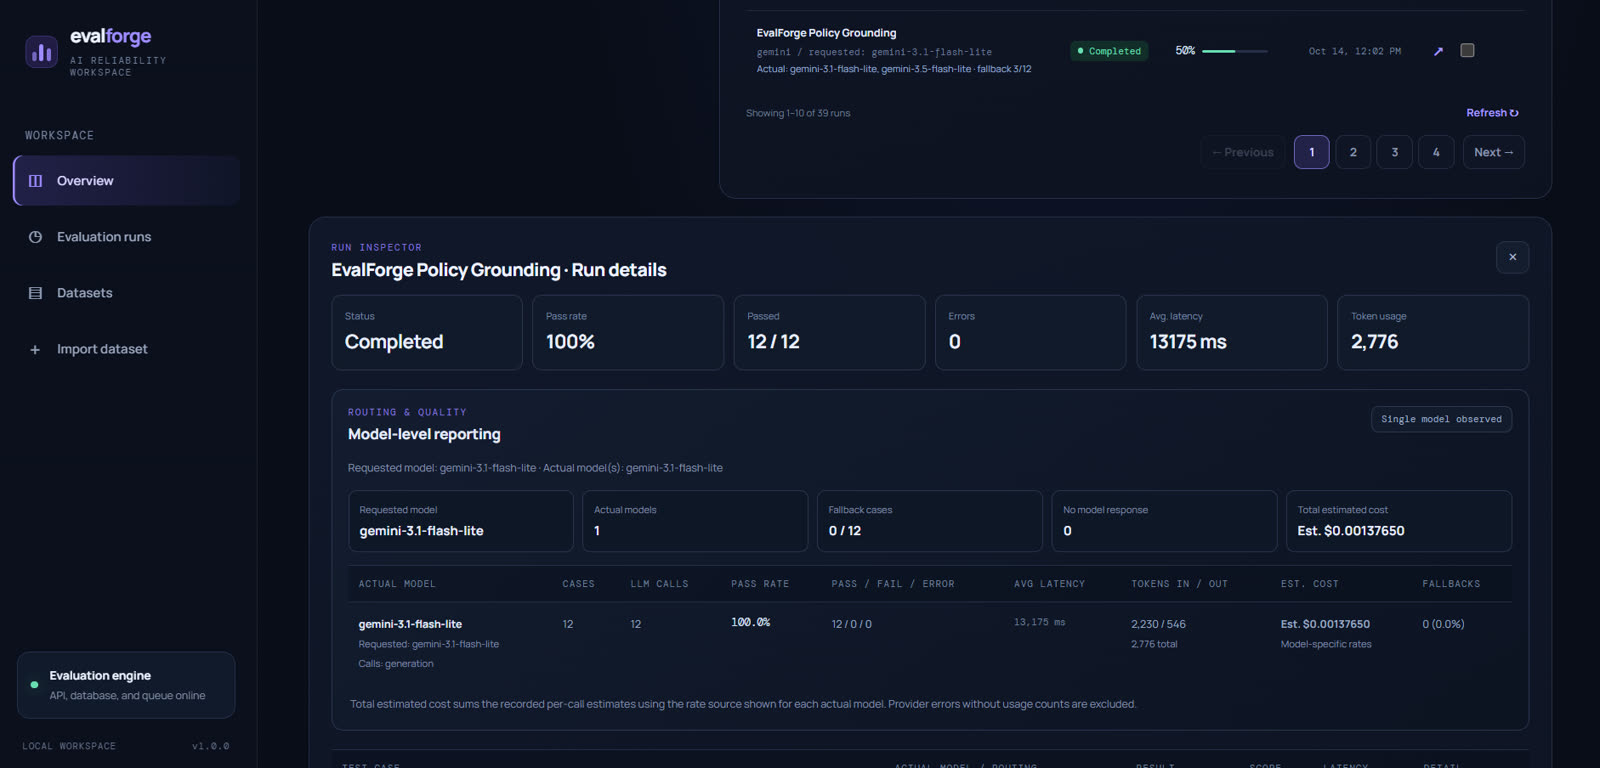 evalforge
AI RELIABILITY
WORKSPACE
WORKSPACE
Overview
Evaluation runs
Datasets
+ Import dataset
Evaluation engine
API, database, and queue online
LOCAL WORKSPACE v1.0.0
EvalForge Policy Grounding
gemini / requested: gemini-3.1-flash-lite
Actual: gemini-3.1-flash-lite, gemini-3.5-flash-lite · fallback 3/12
Completed
50%
Oct 14, 12:02 PM
↗
Showing 1–10 of 39 runs
Refresh ↻
← Previous 1 2 3 4 Next →
RUN INSPECTOR
EvalForge Policy Grounding · Run details
×
Status
Completed
Pass rate
100%
Passed
12 / 12
Errors
0
Avg. latency
13175 ms
Token usage
2,776
ROUTING & QUALITY
Model-level reporting
Single model observed
Requested model: gemini-3.1-flash-lite · Actual model(s): gemini-3.1-flash-lite
Requested model
gemini-3.1-flash-lite
Actual models
1
Fallback cases
0 / 12
No model response
0
Total estimated cost
Est. $0.00137650
ACTUAL MODEL CASES LLM CALLS PASS RATE PASS / FAIL / ERROR AVG LATENCY TOKENS IN / OUT EST. COST FALLBACKS
gemini-3.1-flash-lite 12 12 100.0% 12 / 0 / 0 13,175 ms 2,230 / 546 Est. $0.00137650 0 (0.0%)
Requested: gemini-3.1-flash-lite 2,776 total Model-specific rates
Calls: generation
Total estimated cost sums the recorded per-call estimates using the rate source shown for each actual model. Provider errors without usage counts are excluded.
TEST CASE ACTUAL MODEL / ROUTING RESULT SCORE LATENCY DETAIL